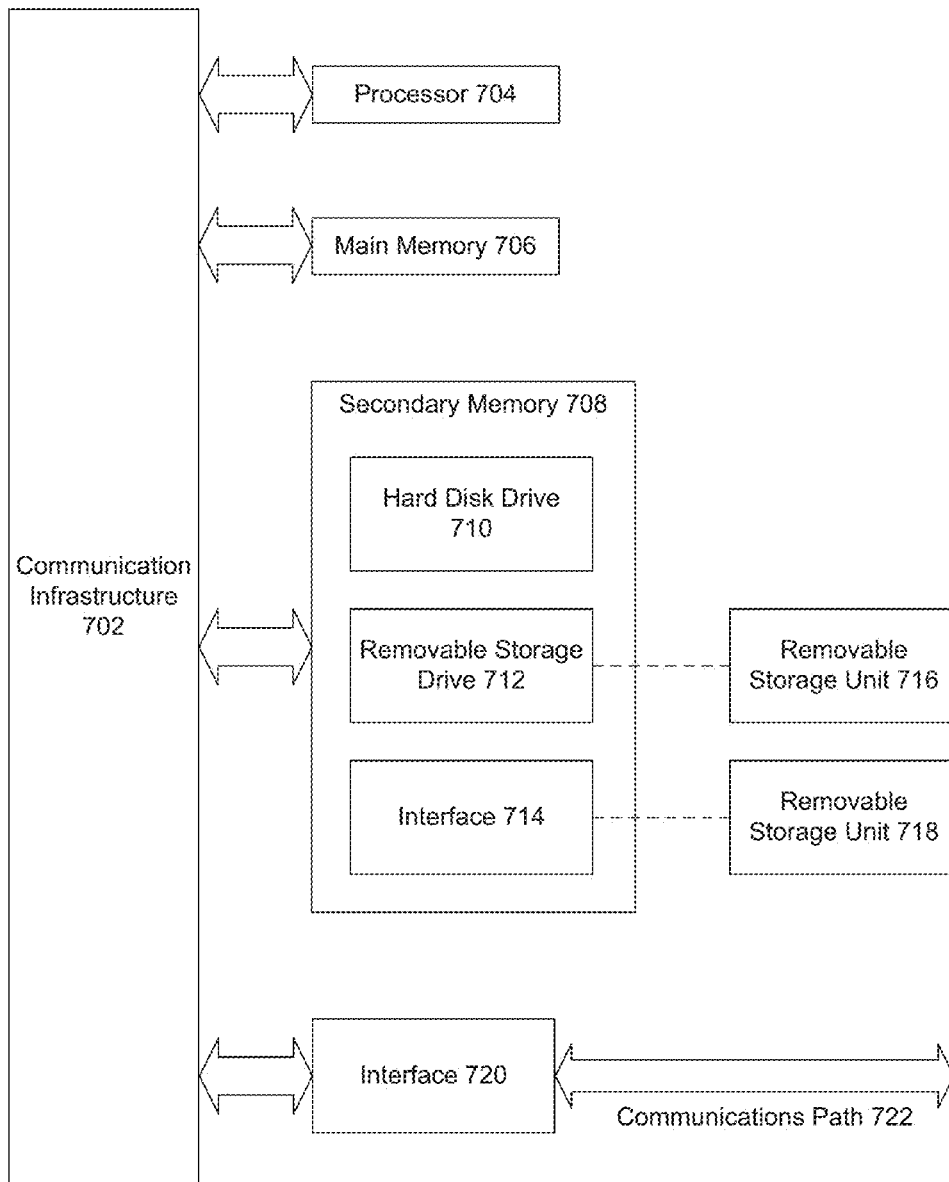 Processor 704
Main Memory 706
Secondary Memory 708
Hard Disk Drive
710
Communication
Infrastructure
702
Removable Storage
Drive 712
Removable
Storage Unit 716
Interface 714
Removable
Storage Unit 718
Interface 720
Communications Path 722